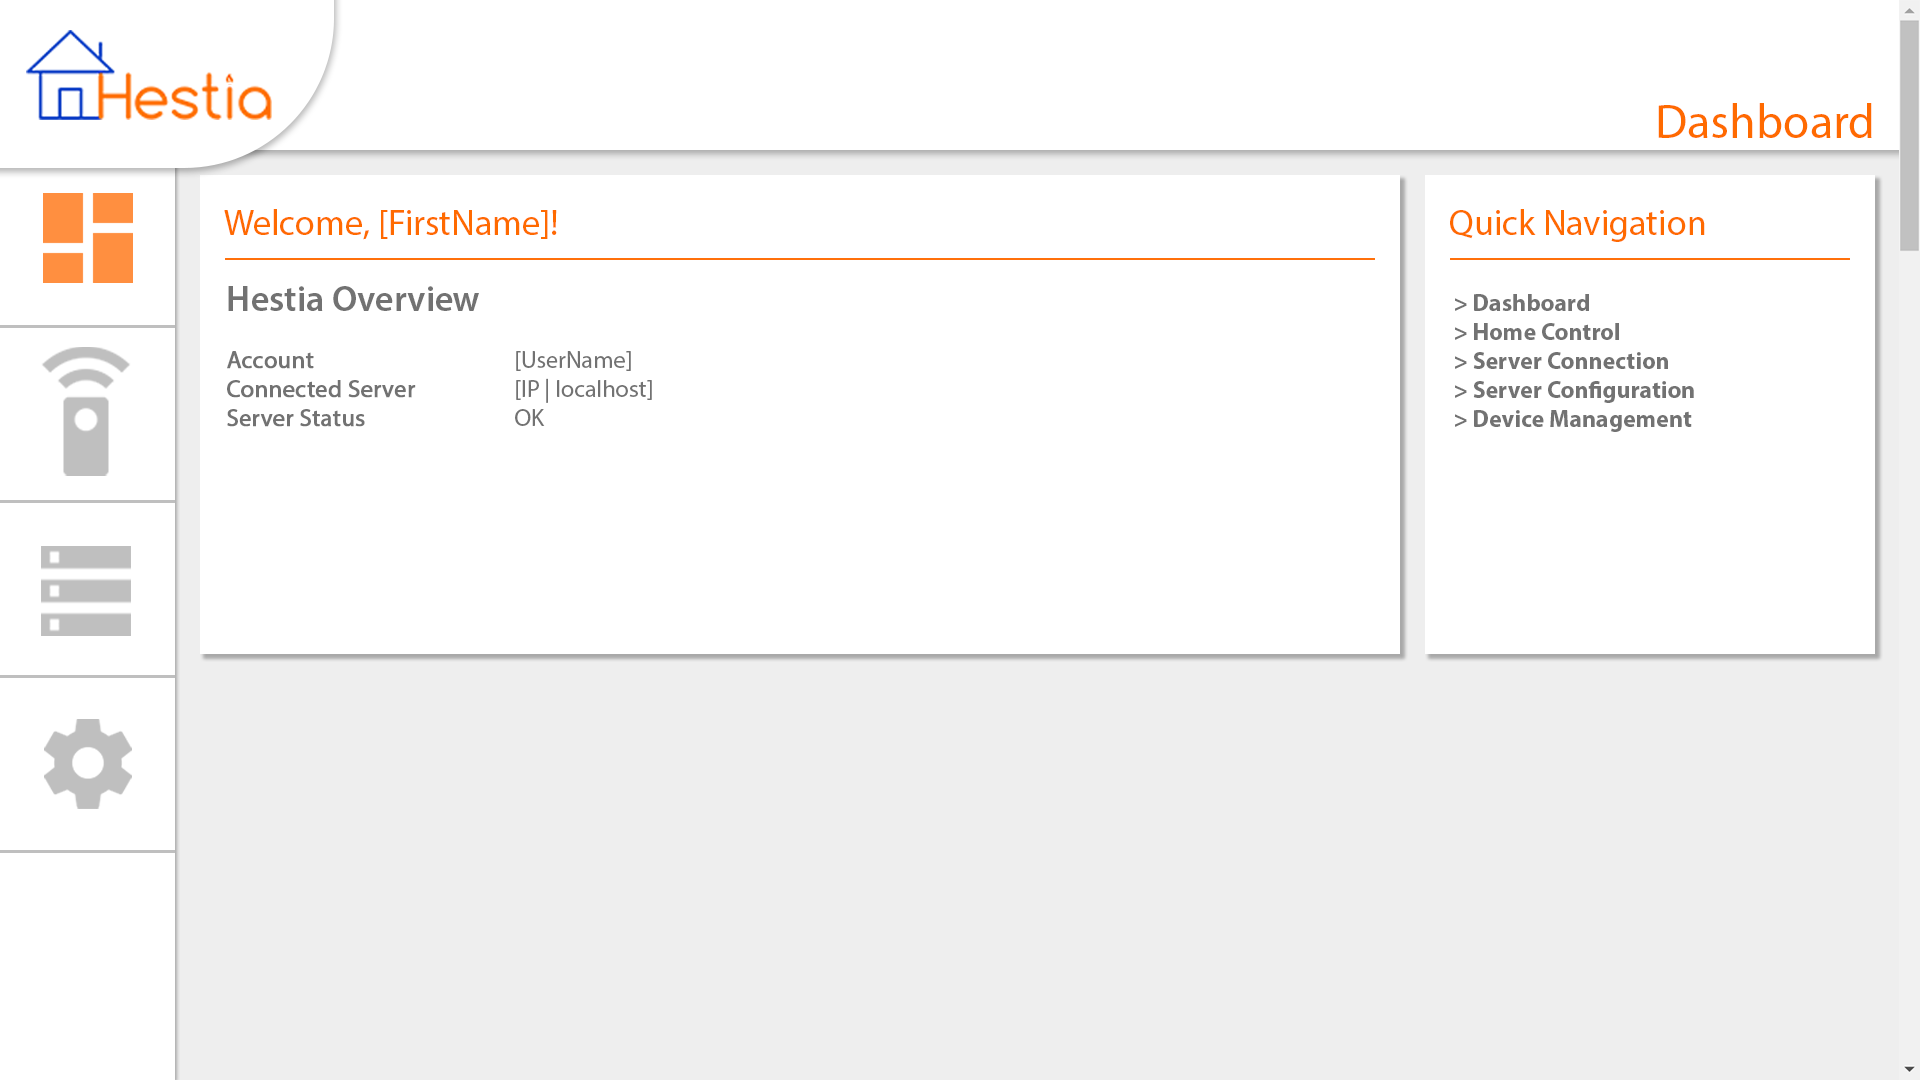 Hestia
Dashboard
Welcome, [FirstName]!
Hestia Overview
Account [UserName]
Connected Server [IP | localhost]
Server Status OK
Quick Navigation
> Dashboard
> Home Control
> Server Connection
> Server Configuration
> Device Management